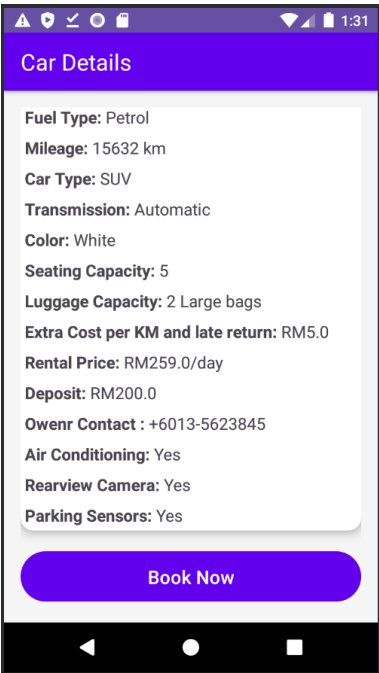 1:31
Car Details
Fuel Type: Petrol
Mileage: 15632 km
Car Type: SUV
Transmission: Automatic
Color: White
Seating Capacity: 5
Luggage Capacity: 2 Large bags
Extra Cost per KM and late return: RM5.0
Rental Price: RM259.0/day
Deposit: RM200.0
Owenr Contact : +6013-5623845
Air Conditioning: Yes
Rearview Camera: Yes
Parking Sensors: Yes
Book Now